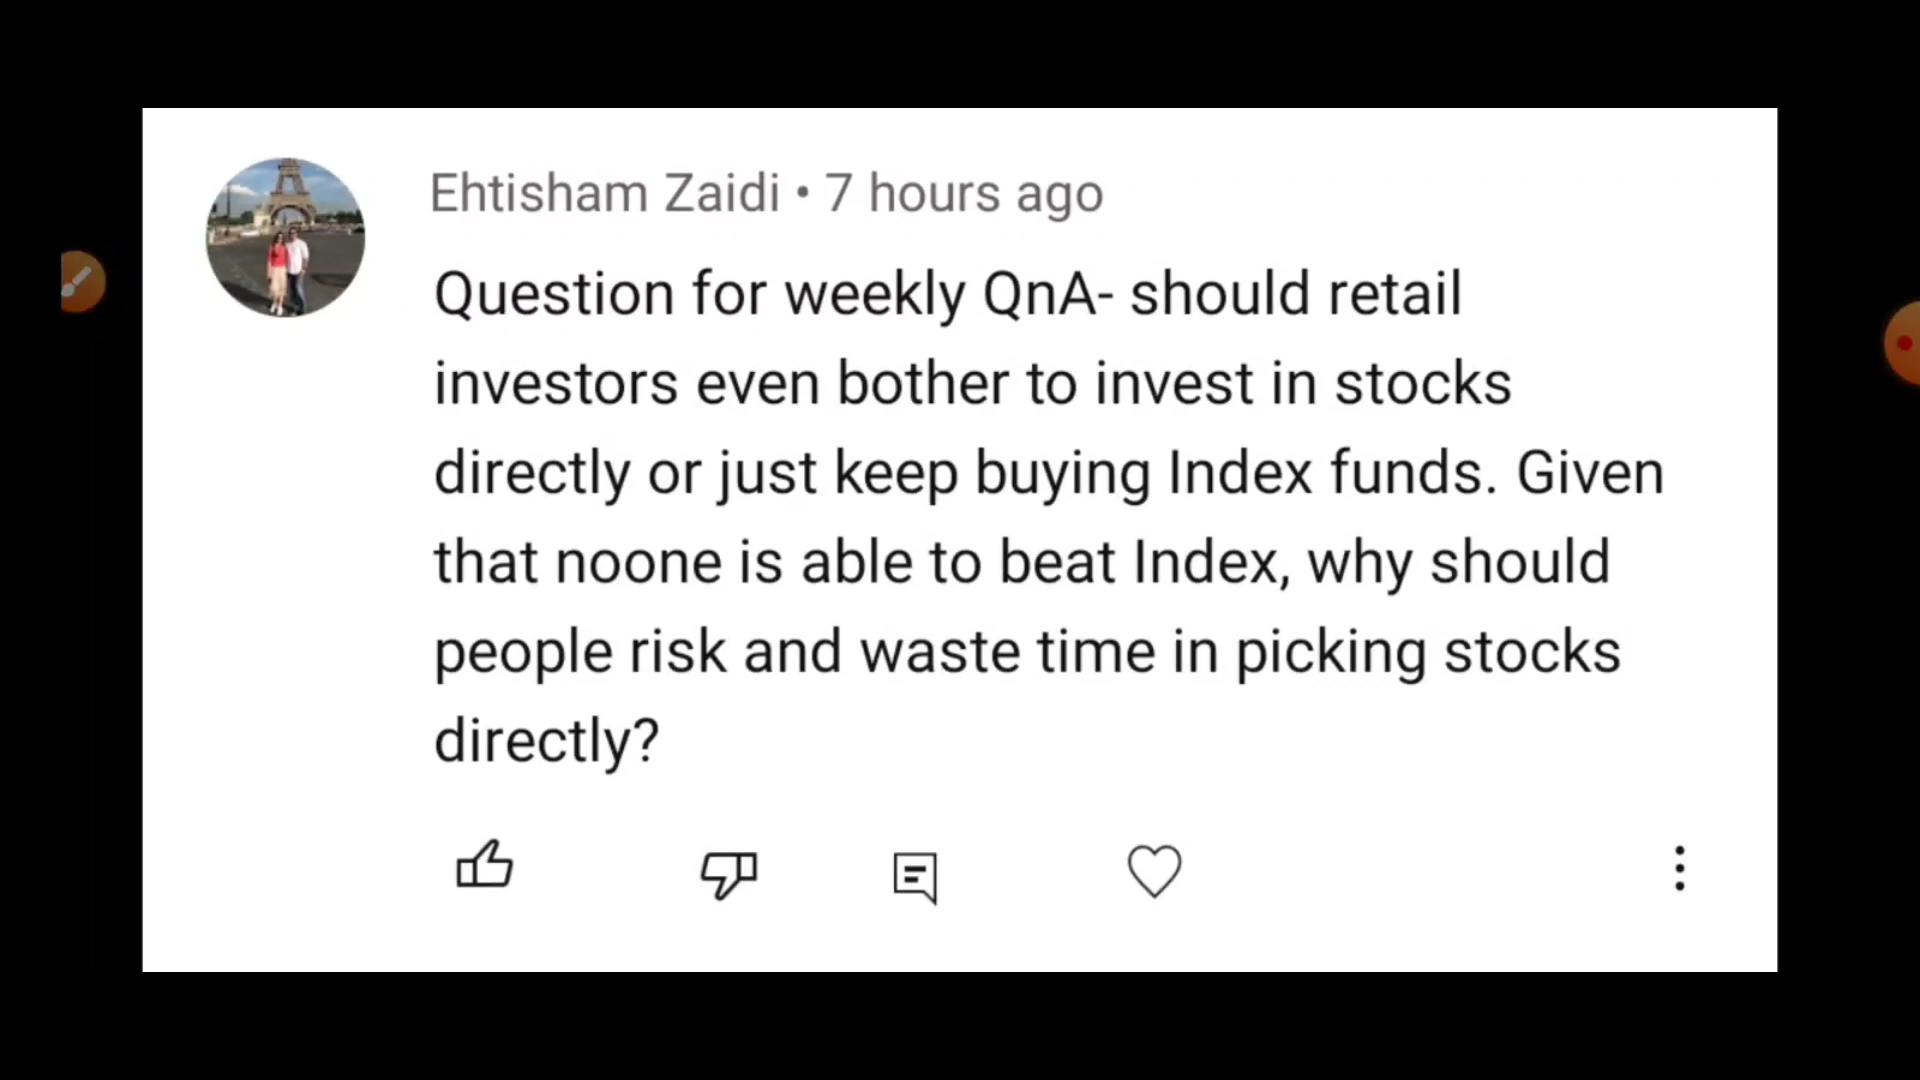 Ehtisham Zaidi • 7 hours ago
Question for weekly QnA- should retail
investors even bother to invest in stocks
directly or just keep buying Index funds. Given
that noone is able to beat Index, why should
people risk and waste time in picking stocks
directly?